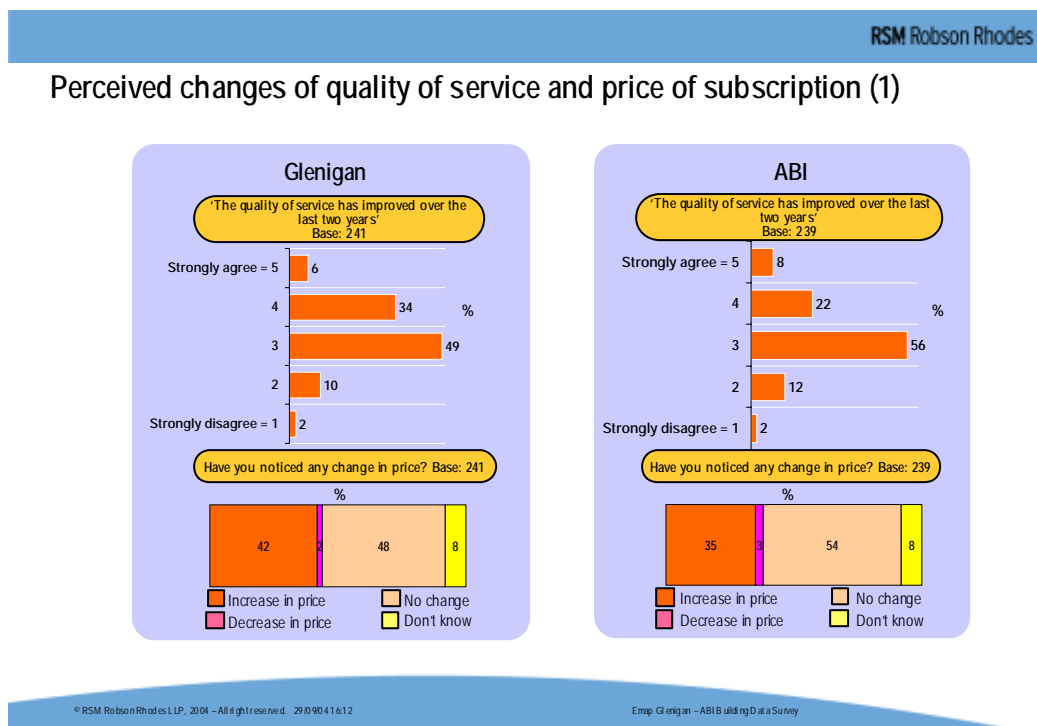 RSM Robson Rhodes
Perceived changes of quality of service and price of subscription (1)
Glenigan
'The quality of service has improved over the
last two years'
Base: 241
Strongly agree = 5
6
4
34
%
3
49
2
10
Strongly disagree = 1
2
Have you noticed any change in price? Base: 241
%
42
2
48
8
Increase in price
No change
Decrease in price
Don't know
ABI
'The quality of service has improved over the last
two years'
Base: 239
Strongly agree = 5
8
4
22
%
3
56
2
12
Strongly disagree = 1
2
Have you noticed any change in price? Base: 239
%
35
3
54
8
Increase in price
No change
Decrease in price
Don't know
© RSM Robson Rhodes LLP, 2004 – All right reserved. 29/09/04 16:12
Emap Glenigan – ABI Building Data Survey